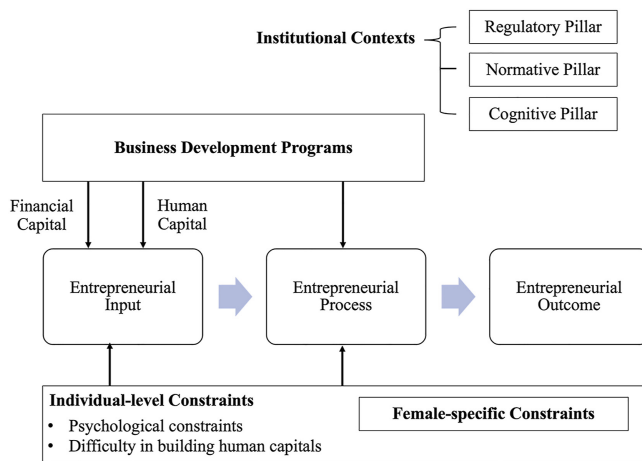 Institutional Contexts
Regulatory Pillar
Normative Pillar
Cognitive Pillar
Business Development Programs
Financial
Capital
Human
Capital
Entrepreneurial
Input
Entrepreneurial
Process
Entrepreneurial
Outcome
Individual-level Constraints
• Psychological constraints
• Difficulty in building human capitals
Female-specific Constraints